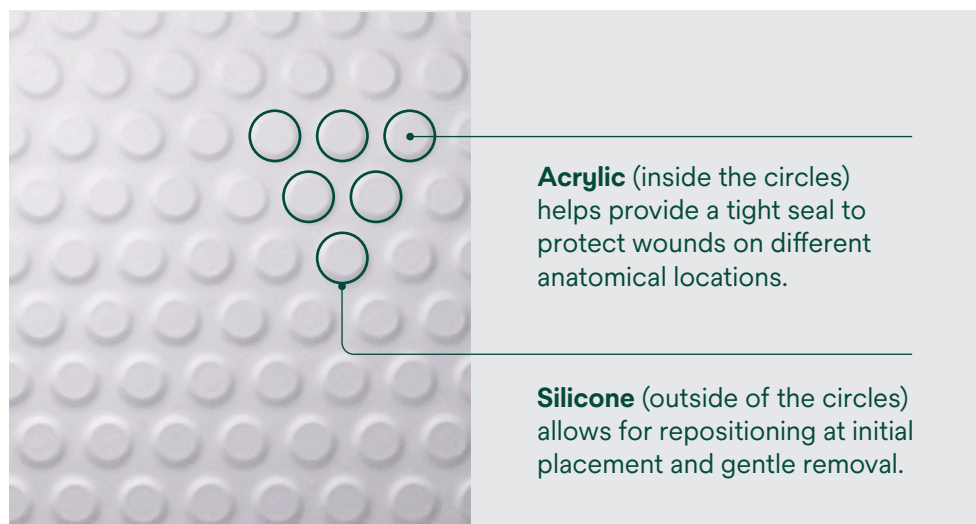 Acrylic (inside the circles)
helps provide a tight seal to
protect wounds on different
anatomical locations.
Silicone (outside of the circles)
allows for repositioning at initial
placement and gentle removal.